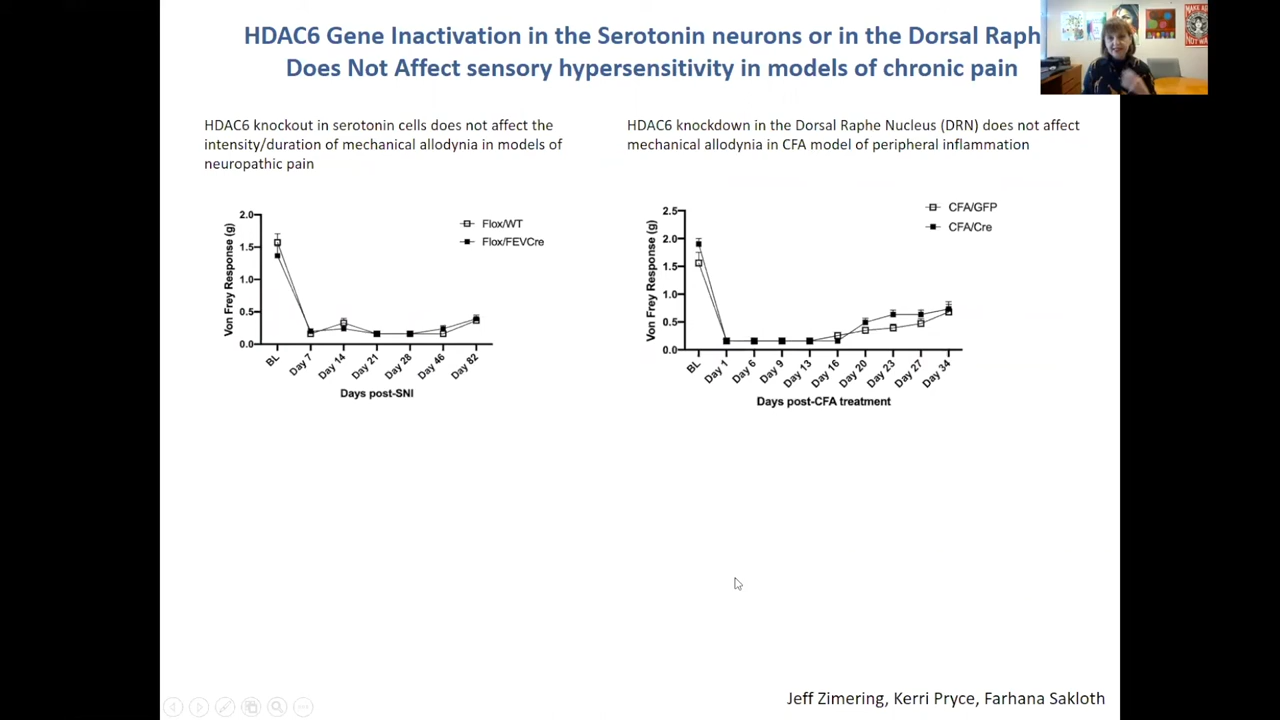 HDAC6 Gene Inactivation in the Serotonin neurons or in the Dorsal Raph
Does Not Affect sensory hypersensitivity in models of chronic pain
HDAC6 knockout in serotonin cells does not affect the
intensity/duration of mechanical allodynia in models of
neuropathic pain
2.0
1.5
1.0
0.5
0.0
Von Frey Response (g)
Flox/WT
Flox/FEVCre
BL
Day 7
Day 14
Day 21
Day 28
Day 46
Day 82
Days post-SNI
HDAC6 knockdown in the Dorsal Raphe Nucleus (DRN) does not affect
mechanical allodynia in CFA model of peripheral inflammation
2.5
2.0
1.5
1.0
0.5
0.0
Von Frey Response (g)
CFA/GFP
CFA/Cre
BL
Day 1
Day 6
Day 9
Day 13
Day 16
Day 20
Day 23
Day 27
Day 34
Days post-CFA treatment
Jeff Zimering, Kerri Pryce, Farhana Sakloth